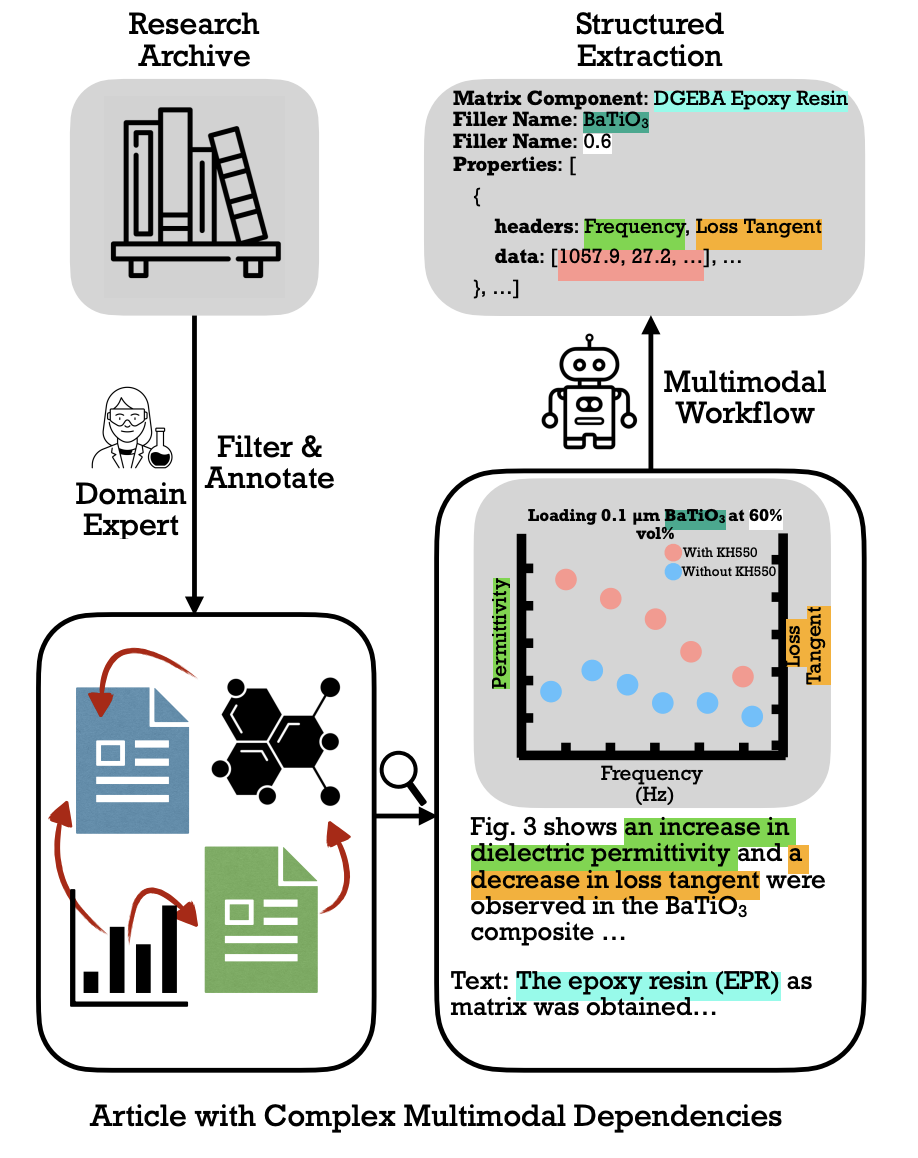 Research
Archive
Structured
Extraction
Matrix Component: DGEBA Epoxy Resin
Filler Name: BaTiO₃
Filler Name: 0.6
Properties: [
{
headers: Frequency, Loss Tangent
data: [1057.9, 27.2, ...], ...
}, ...]
Domain
Expert
Filter &
Annotate
Multimodal
Workflow
Loading 0.1 µm BaTiO₃ at 60%
vol%
With KH550
Without KH550
Permittivity
Loss
Tangent
Frequency
(Hz)
Fig. 3 shows an increase in
dielectric permittivity and a
decrease in loss tangent were
observed in the BaTiO₃
composite ...
Text: The epoxy resin (EPR) as
matrix was obtained...
Article with Complex Multimodal Dependencies